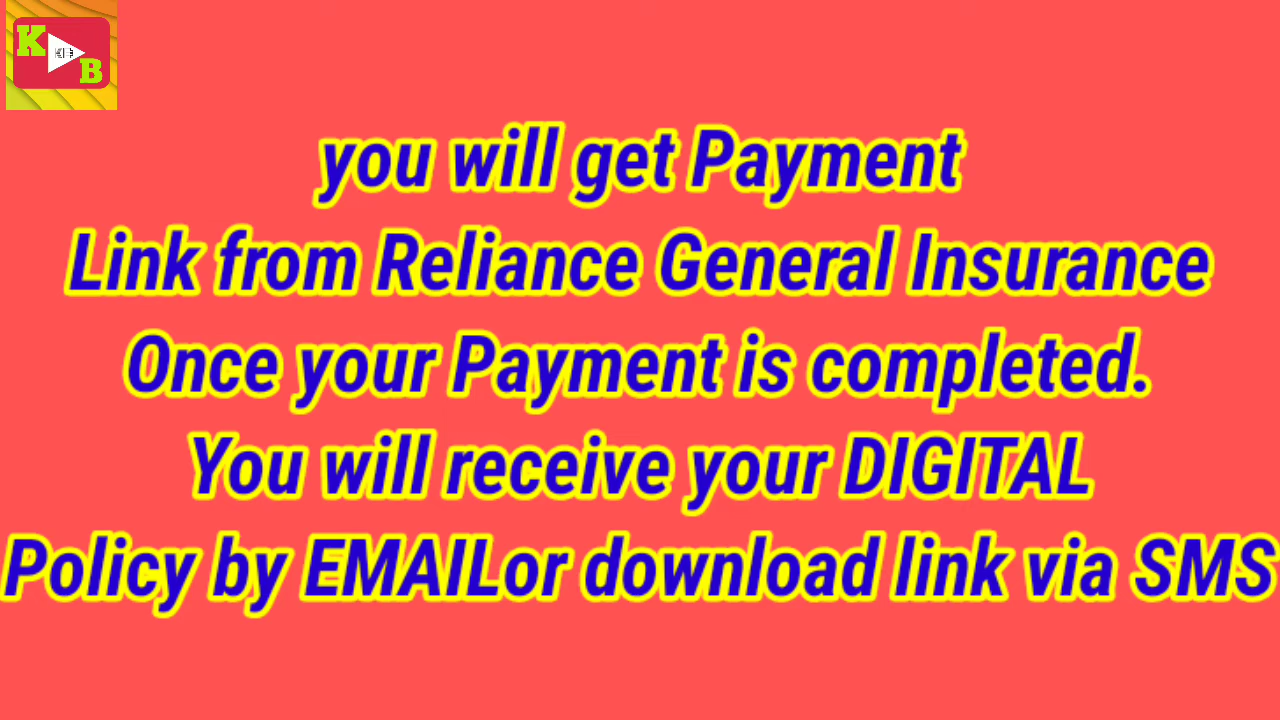 K
B
you will get Payment
Link from Reliance General Insurance
Once your Payment is completed.
You will receive your DIGITAL
Policy by EMAILor download link via SMS